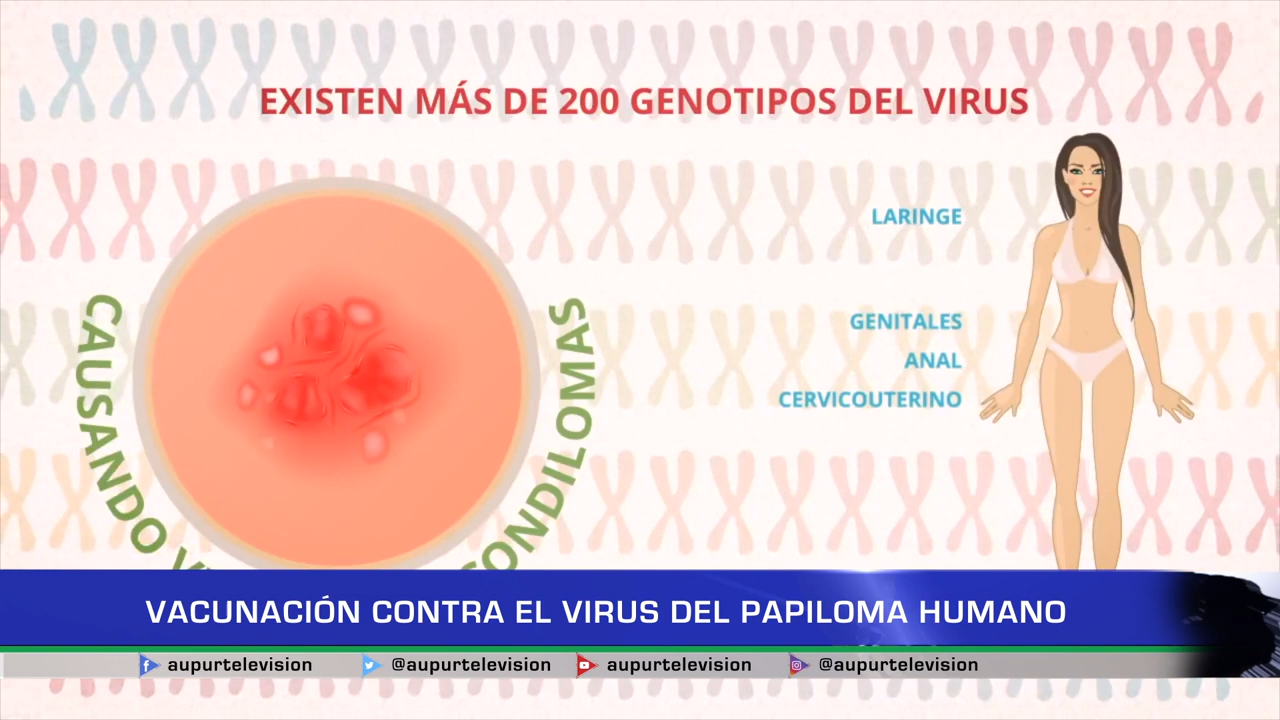 EXISTEN MÁS DE 200 GENOTIPOS DEL VIRUS
LARINGE
GENITALES
ANAL
CERVICOUTERINO
CAUSANDO
CONDILOMAS
VACUNACIÓN CONTRA EL VIRUS DEL PAPILOMA HUMANO
aupurtelevision @aupurtelevision aupurtelevision @aupurtelevision